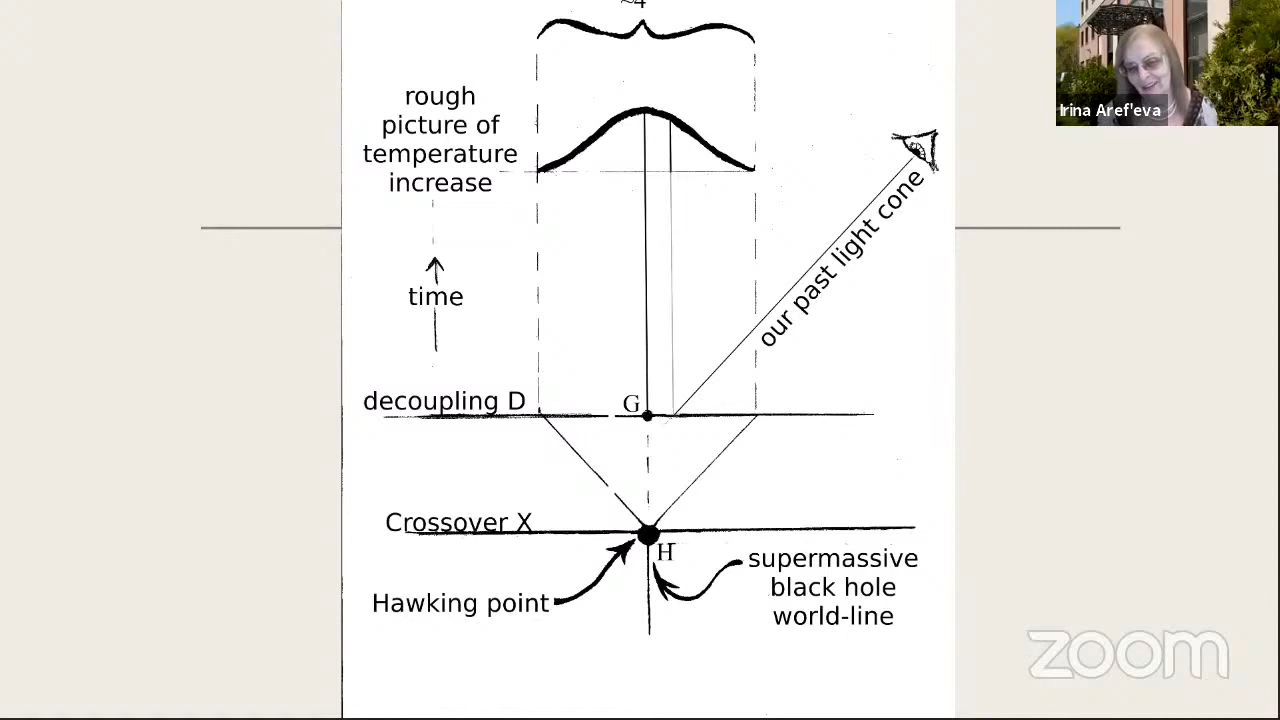 ~4
rough
picture of
temperature
increase
time
our past light cone
decoupling D
G
Crossover X
H
Hawking point
supermassive
black hole
world-line
Irina Aref'eva
zoom